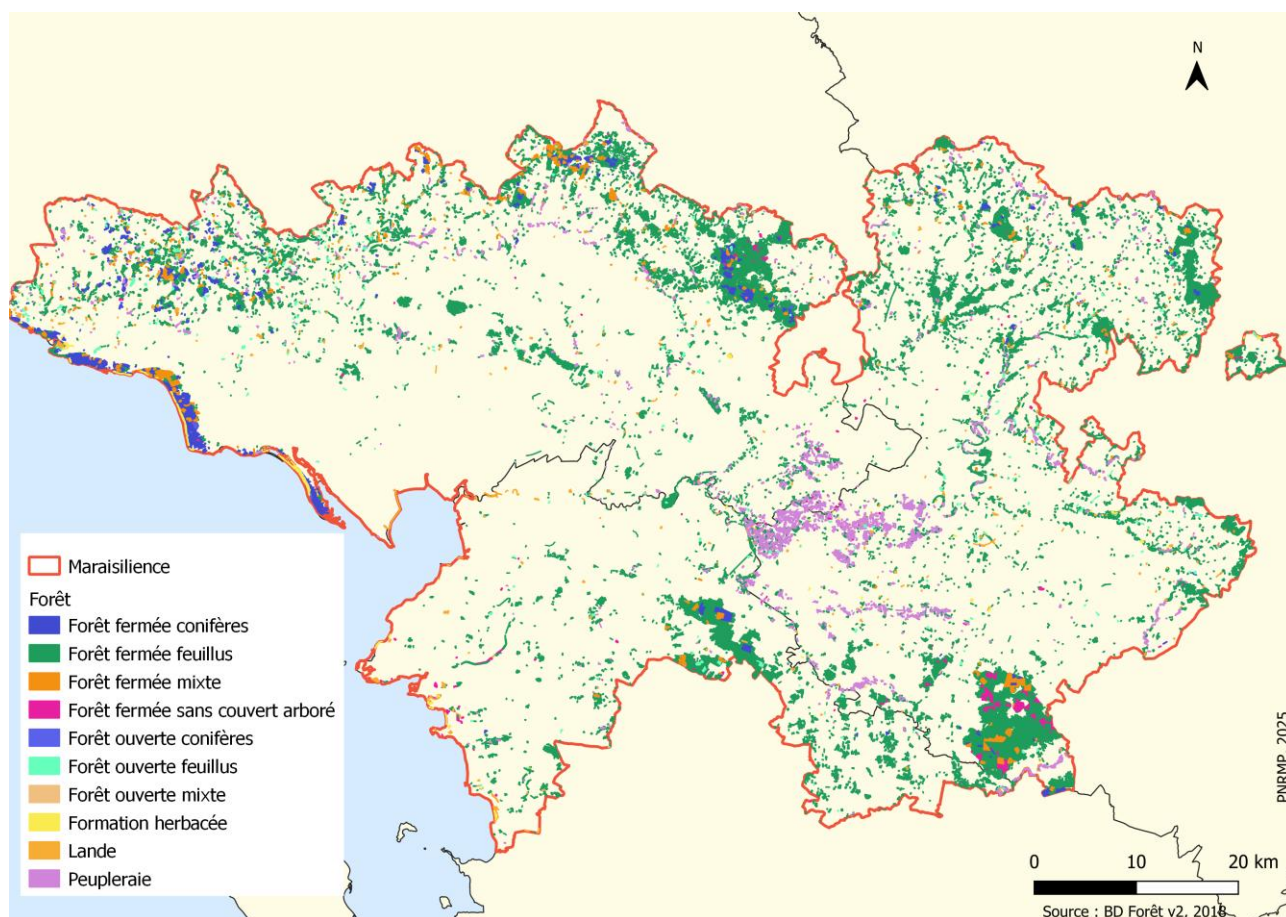 N
Maraisilience
Forêt
Forêt fermée conifères
Forêt fermée feuillus
Forêt fermée mixte
Forêt fermée sans couvert arboré
Forêt ouverte conifères
Forêt ouverte feuillus
Forêt ouverte mixte
Formation herbacée
Lande
Peupleraie
PNRMP, 2025
0 10 20 km
Source : BD Forêt v2, 2018